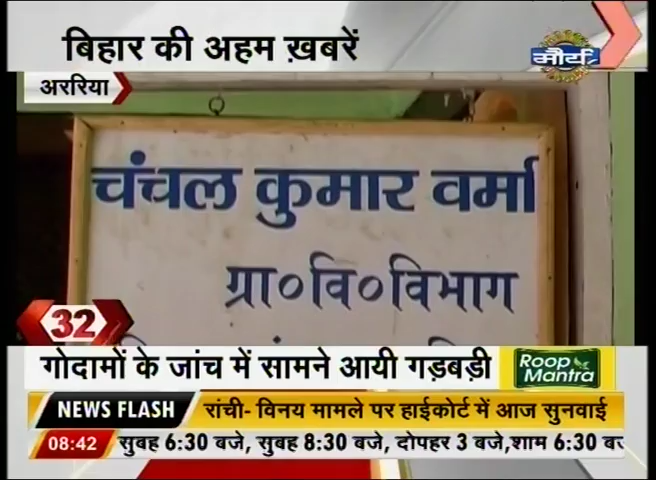 बिहार की अहम ख़बरें
मौर्य
अररिया
चंचल कुमार वर्मा
ग्रा०वि०विभाग
32
गोदामों के जांच में सामने आयी गड़बड़ी
Roop Mantra
NEWS FLASH
रांची- विनय मामले पर हाईकोर्ट में आज सुनवाई
08:42
सुबह 6:30 बजे, सुबह 8:30 बजे, दोपहर 3 बजे,शाम 6:30